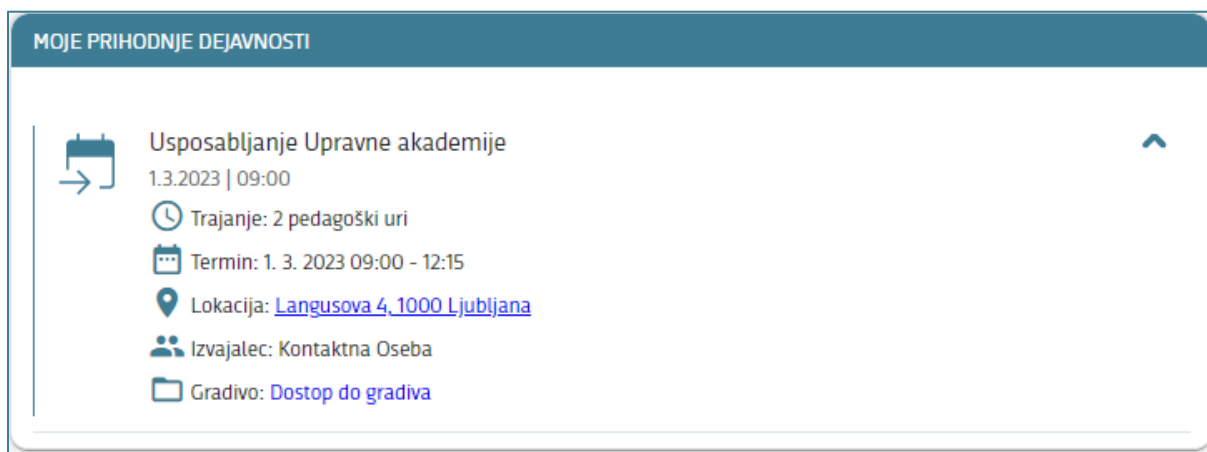 MOJE PRIHODNJE DEJAVNOSTI
Usposabljanje Upravne akademije
1.3.2023 | 09:00
Trajanje: 2 pedagoški uri
Termin: 1. 3. 2023 09:00 - 12:15
Lokacija: Langusova 4, 1000 Ljubljana
Izvajalec: Kontaktna Oseba
Gradivo: Dostop do gradiva